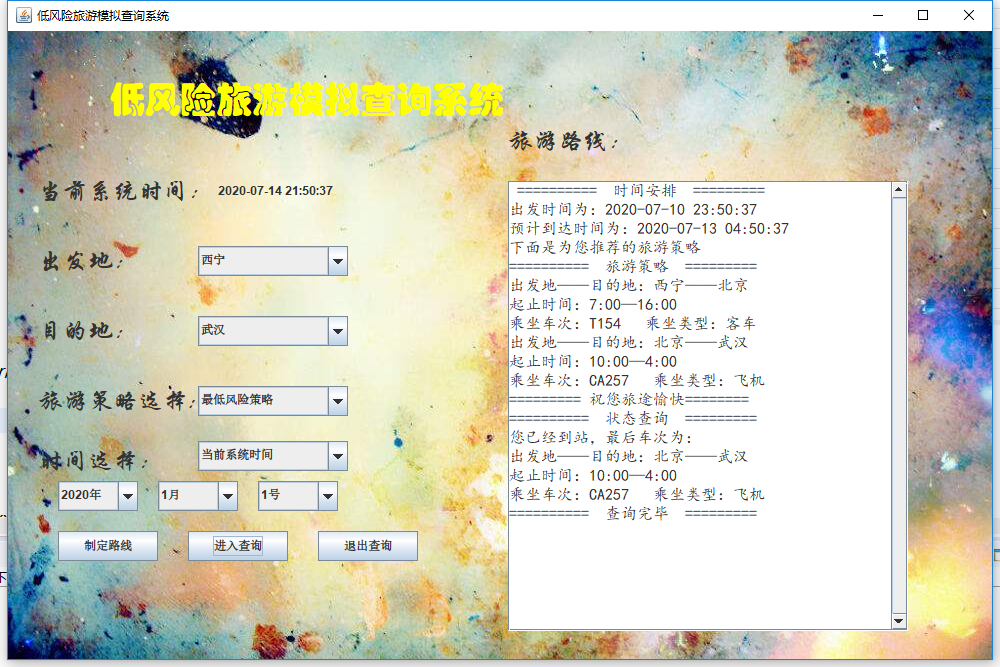 低风险旅游模拟查询系统
低风险旅游模拟查询系统
当前系统时间： 2020-07-14 21:50:37
出发地： 西宁
目的地： 武汉
旅游策略选择： 最低风险策略
时间选择： 当前系统时间
2020年 1月 1号
制定路线 进入查询 退出查询
旅游路线：
========== 时间安排 =========
出发时间为：2020-07-10 23:50:37
预计到达时间为：2020-07-13 04:50:37
下面是为您推荐的旅游策略
========== 旅游策略 =========
出发地——目的地：西宁——北京
起止时间：7:00—16:00
乘坐车次：T154 乘坐类型：客车
出发地——目的地：北京——武汉
起止时间：10:00—4:00
乘坐车次：CA257 乘坐类型：飞机
========= 祝您旅途愉快========
========== 状态查询 =========
您已经到站，最后车次为：
出发地——目的地：北京——武汉
起止时间：10:00—4:00
乘坐车次：CA257 乘坐类型：飞机
========== 查询完毕 =========